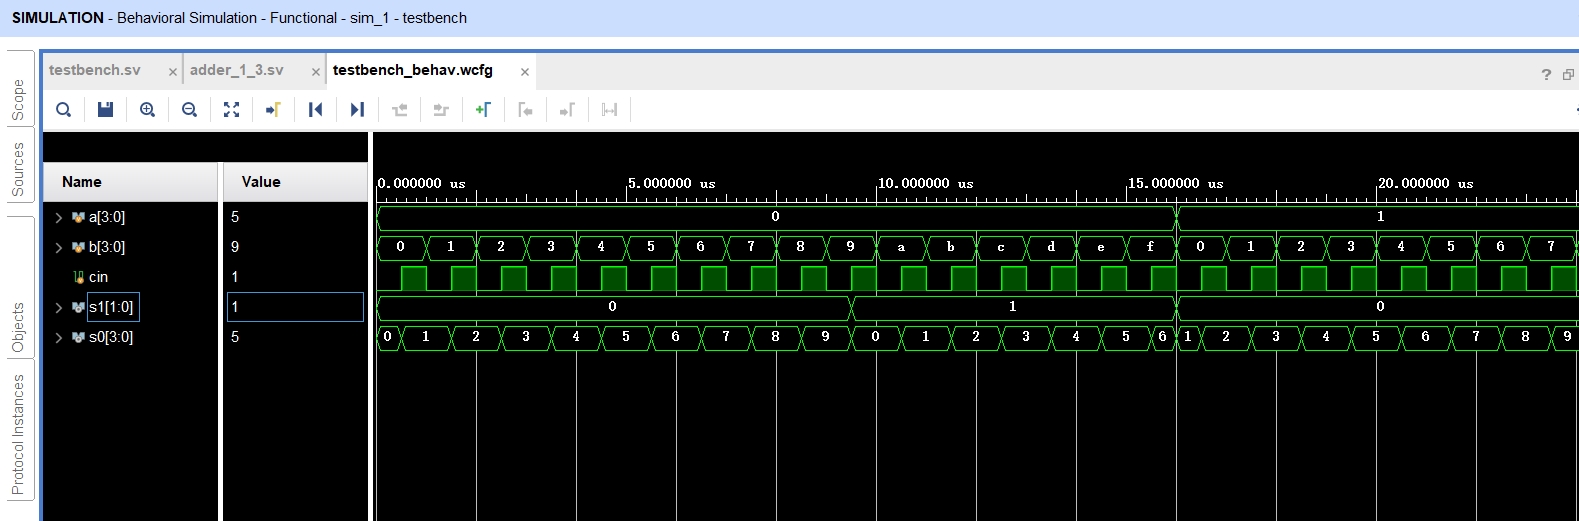 SIMULATION - Behavioral Simulation - Functional - sim_1 - testbench
Scope
Sources
Objects
Protocol Instances
testbench.sv × adder_1_3.sv × testbench_behav.wcfg ×
?
Name Value
0.000000 us 5.000000 us 10.000000 us 15.000000 us 20.000000 us
a[3:0] 5 0 1
b[3:0] 9 0 1 2 3 4 5 6 7 8 9 a b c d e f 0 1 2 3 4 5 6 7
cin 1
s1[1:0] 1 0 1 0
s0[3:0] 5 0 1 2 3 4 5 6 7 8 9 0 1 2 3 4 5 6 1 2 3 4 5 6 7 8 9